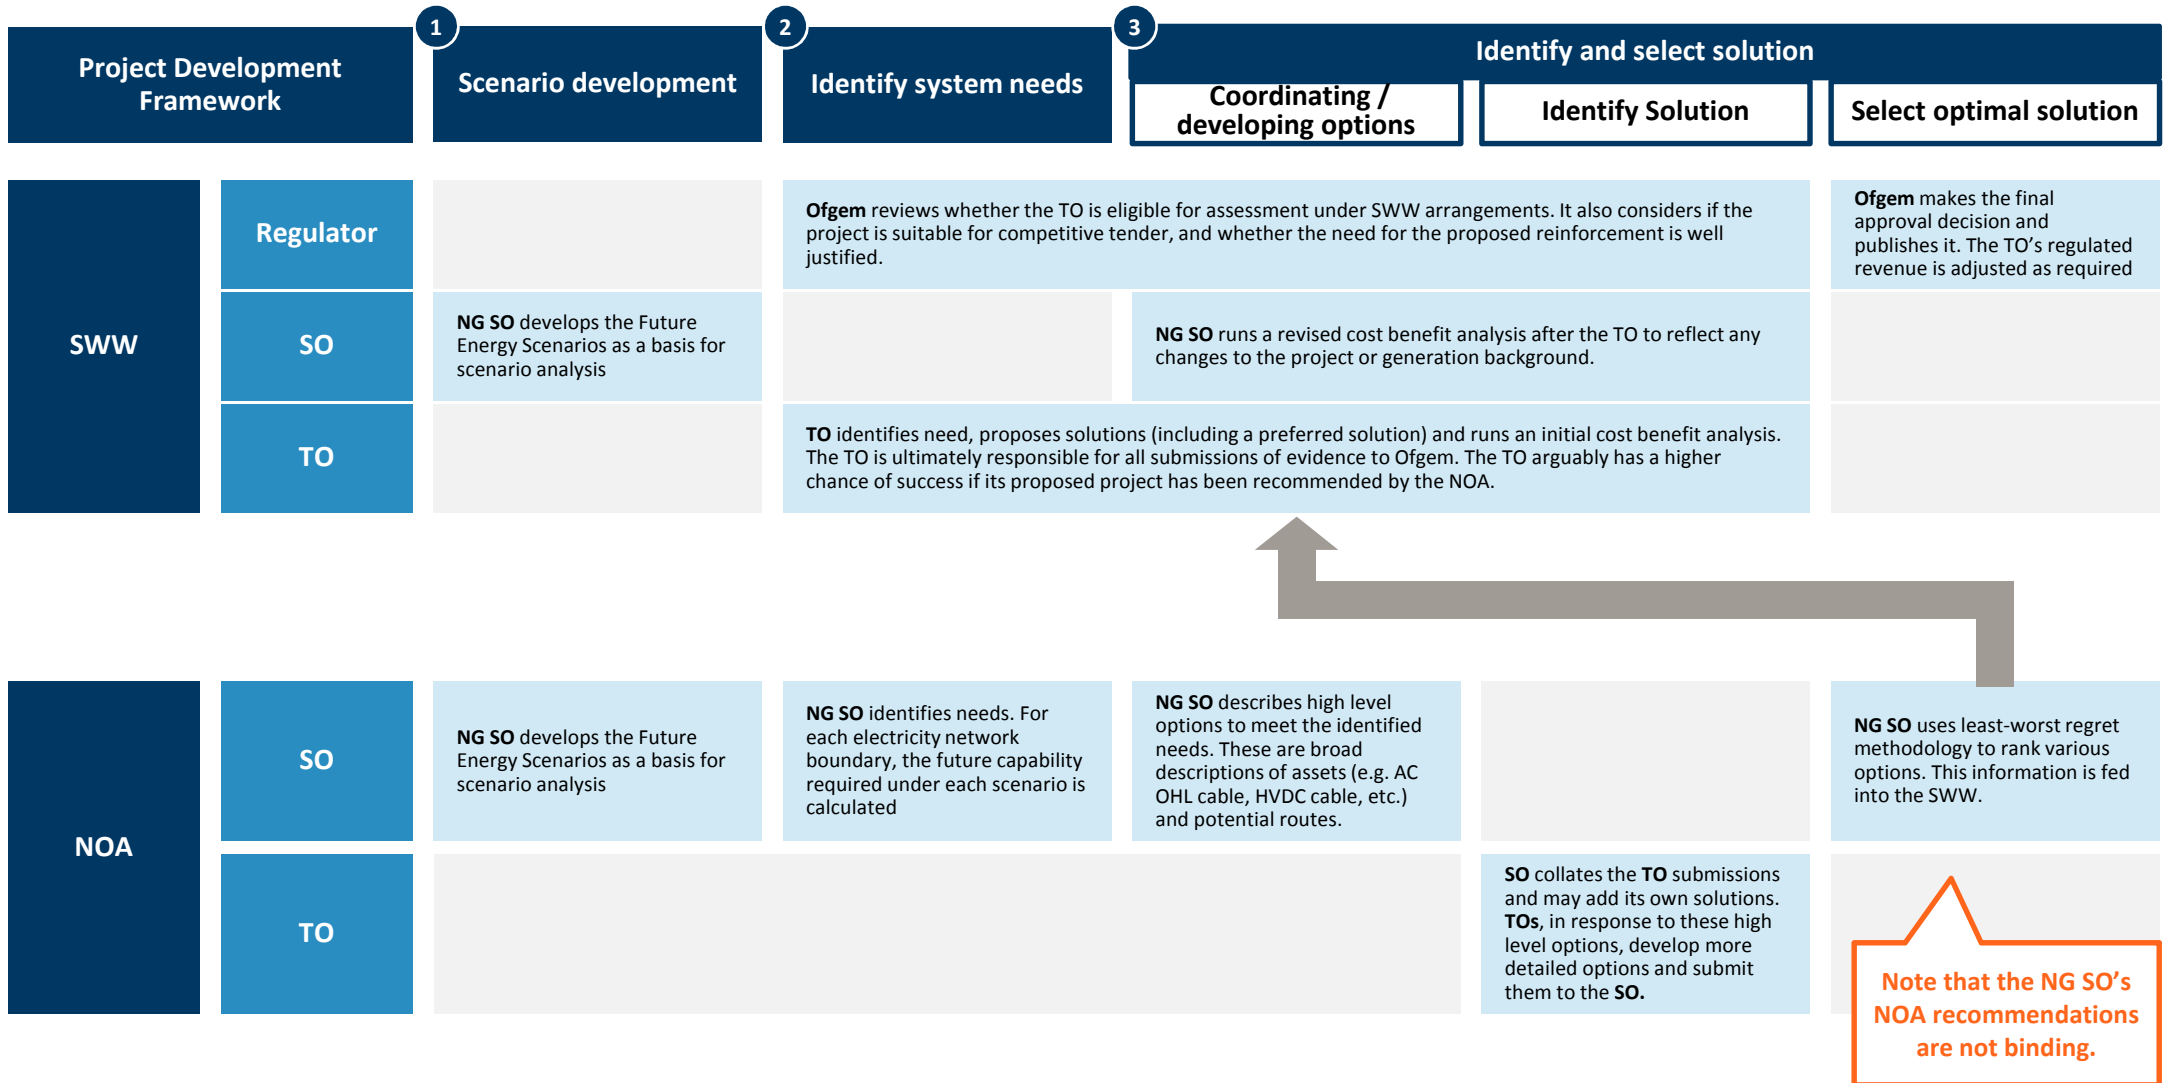 1
2
3
Project Development
Framework
Scenario development
Identify system needs
Identify and select solution
Coordinating /
developing options
Identify Solution
Select optimal solution
SWW
Regulator
Ofgem reviews whether the TO is eligible for assessment under SWW arrangements. It also considers if the
project is suitable for competitive tender, and whether the need for the proposed reinforcement is well
justified.
Ofgem makes the final
approval decision and
publishes it. The TO’s regulated
revenue is adjusted as required
SO
NG SO develops the Future
Energy Scenarios as a basis for
scenario analysis
NG SO runs a revised cost benefit analysis after the TO to reflect any
changes to the project or generation background.
TO
TO identifies need, proposes solutions (including a preferred solution) and runs an initial cost benefit analysis.
The TO is ultimately responsible for all submissions of evidence to Ofgem. The TO arguably has a higher
chance of success if its proposed project has been recommended by the NOA.
NOA
SO
NG SO develops the Future
Energy Scenarios as a basis for
scenario analysis
NG SO identifies needs. For
each electricity network
boundary, the future capability
required under each scenario is
calculated
NG SO describes high level
options to meet the identified
needs. These are broad
descriptions of assets (e.g. AC
OHL cable, HVDC cable, etc.)
and potential routes.
NG SO uses least-worst regret
methodology to rank various
options. This information is fed
into the SWW.
TO
SO collates the TO submissions
and may add its own solutions.
TOs, in response to these high
level options, develop more
detailed options and submit
them to the SO.
Note that the NG SO’s
NOA recommendations
are not binding.